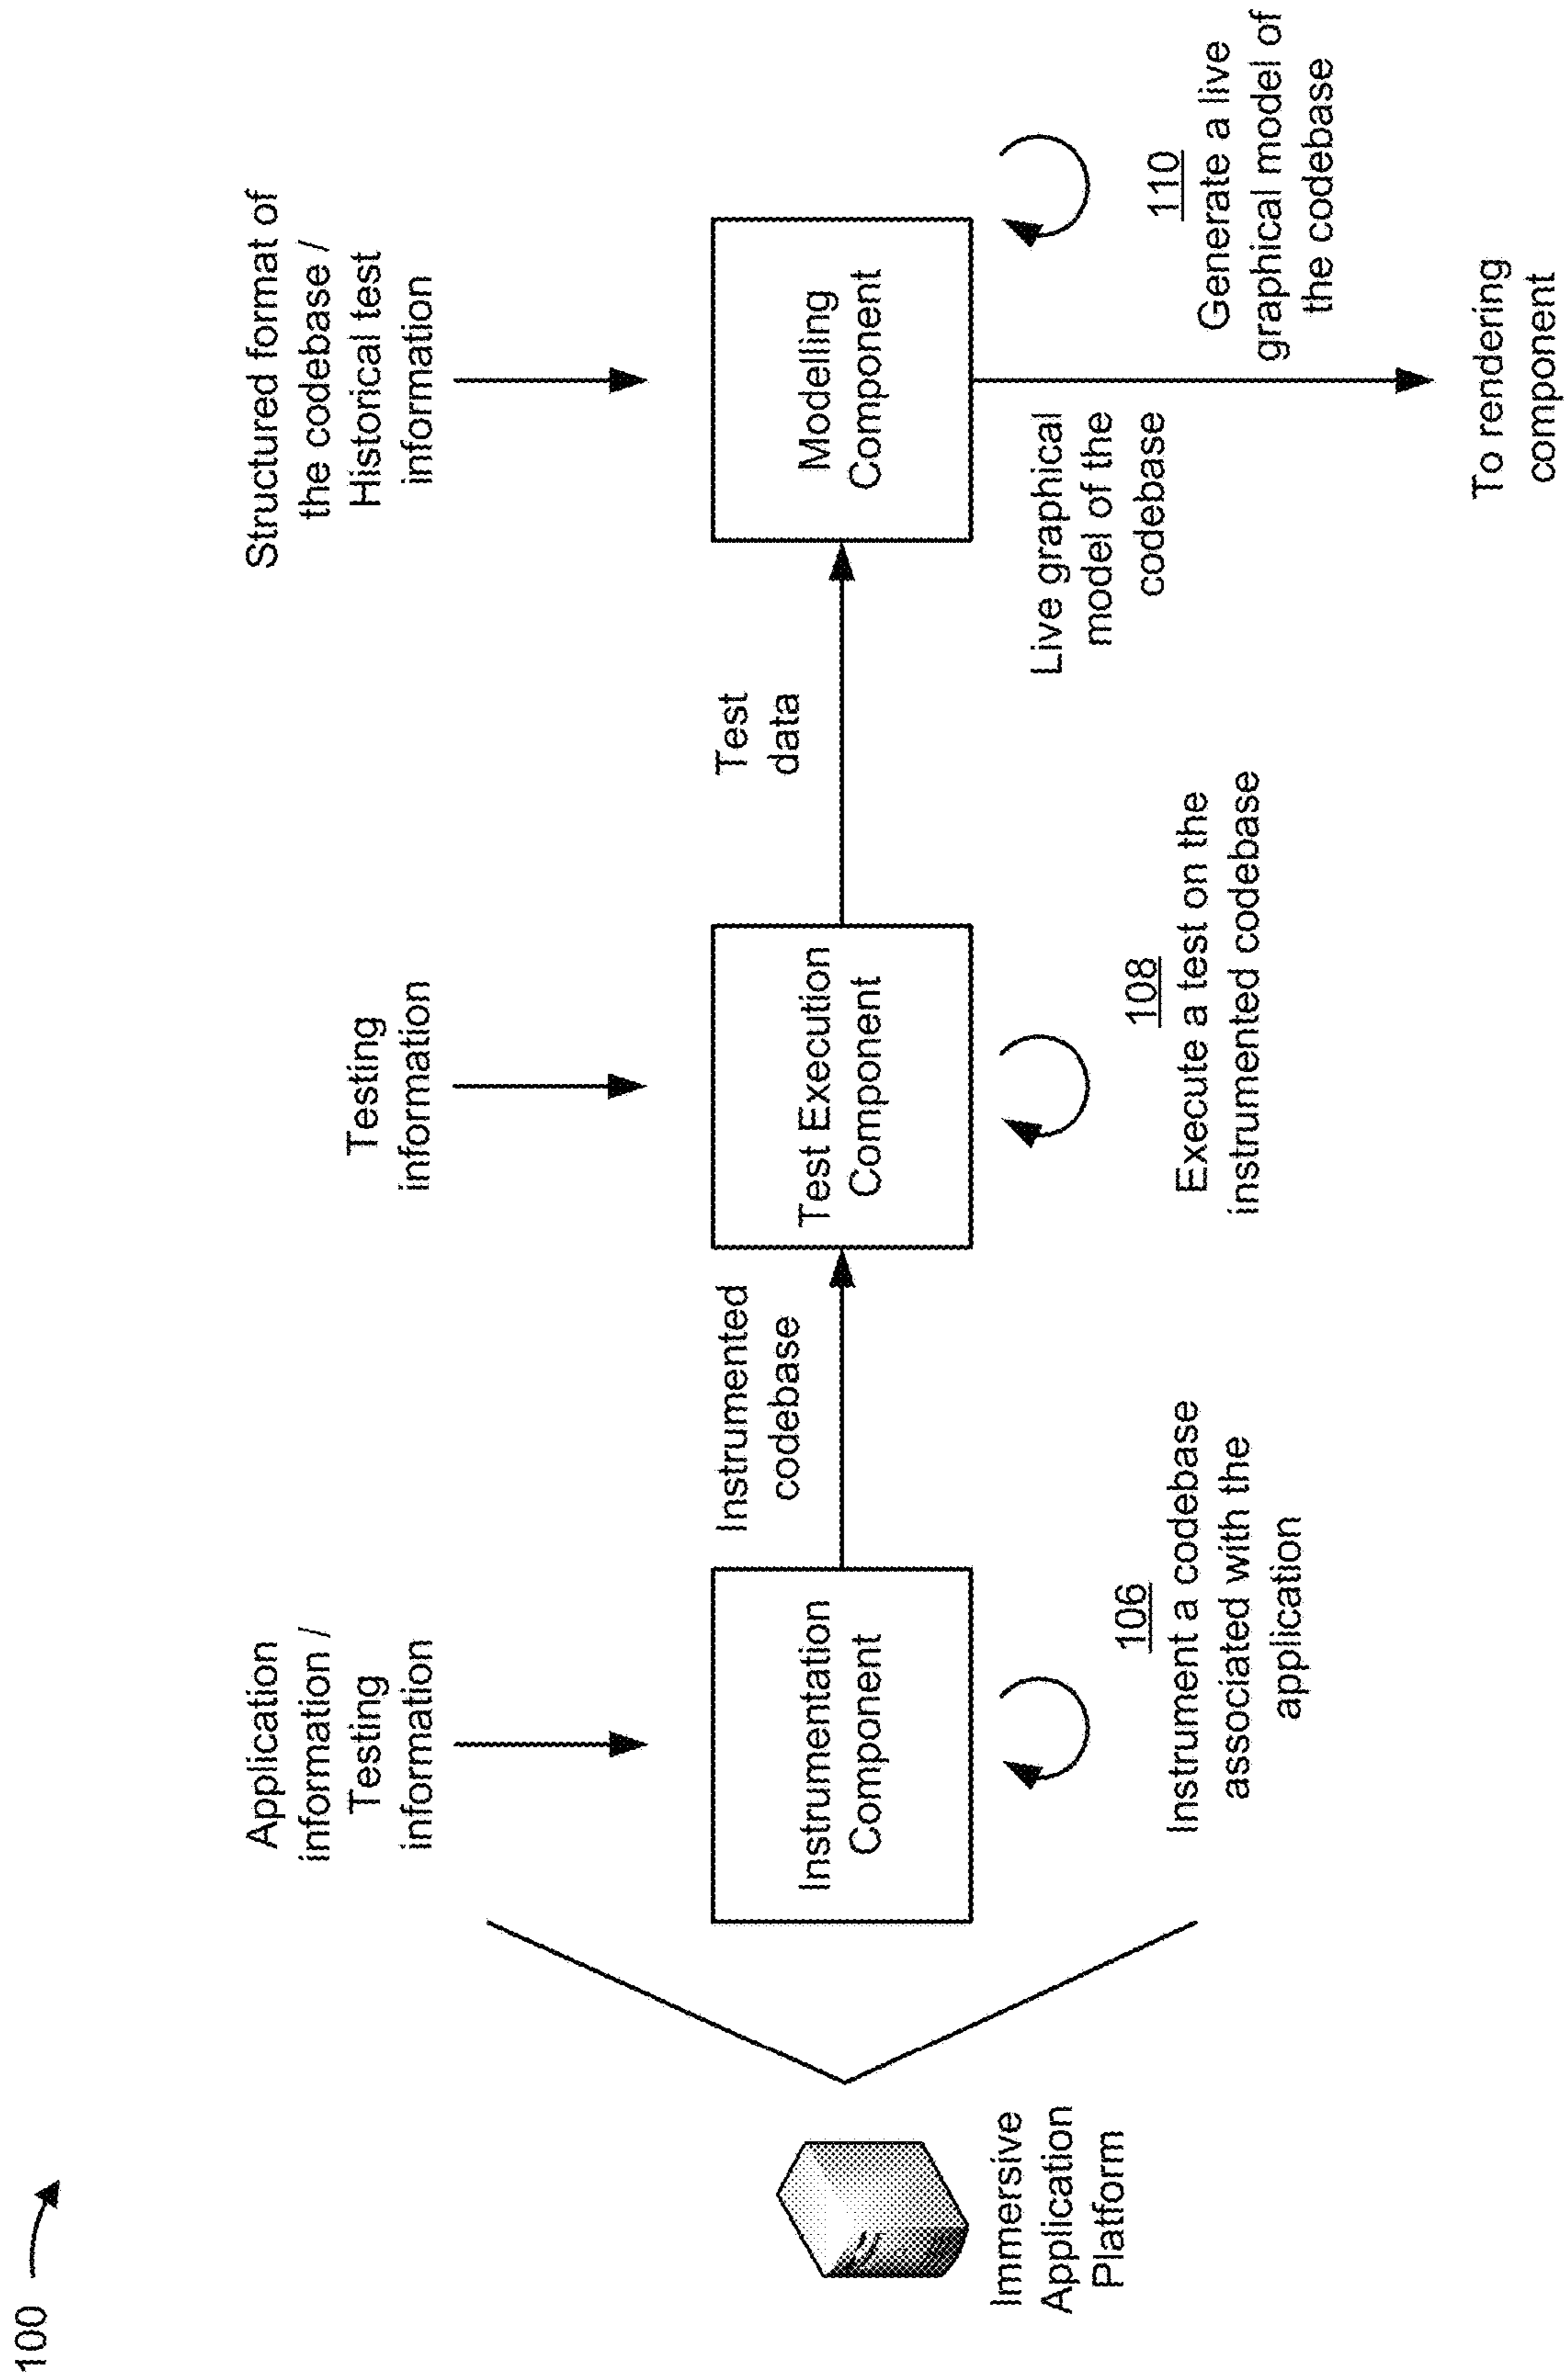 100
Immersive
Application
Platform
Application
information /
Testing
information
Instrumentation
Component
106
Instrument a codebase
associated with the
application
Instrumented
codebase
Testing
information
Test Execution
Component
108
Execute a test on the
instrumented codebase
Test
data
Structured format of
the codebase /
Historical test
information
Modelling
Component
110
Generate a live
graphical model of
the codebase
Live graphical
model of the
codebase
To rendering
component